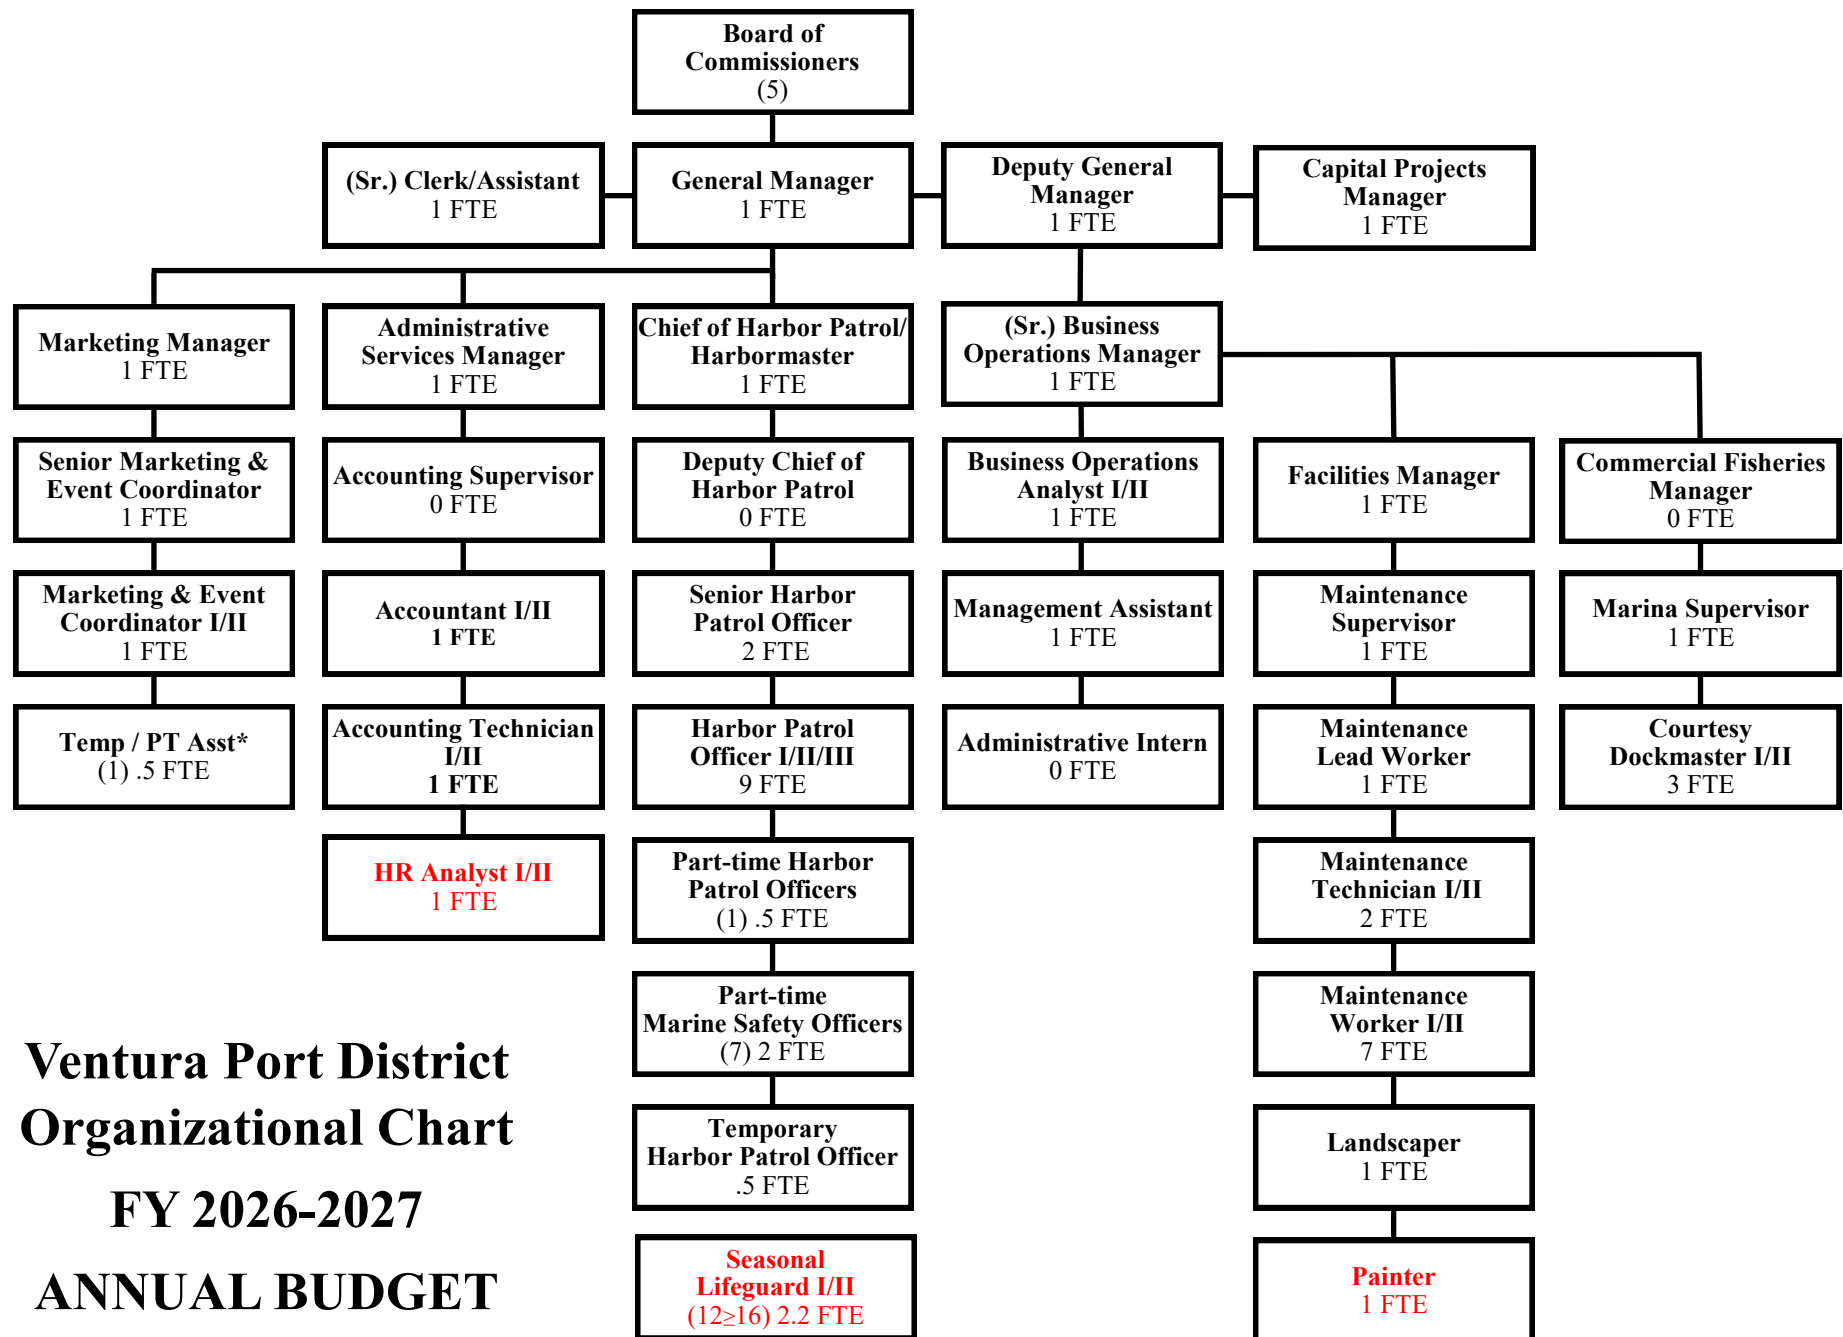 Board of
Commissioners
(5)
(Sr.) Clerk/Assistant
1 FTE
General Manager
1 FTE
Deputy General
Manager
1 FTE
Capital Projects
Manager
1 FTE
Marketing Manager
1 FTE
Administrative
Services Manager
1 FTE
Chief of Harbor Patrol/
Harbormaster
1 FTE
(Sr.) Business
Operations Manager
1 FTE
Senior Marketing &
Event Coordinator
1 FTE
Accounting Supervisor
0 FTE
Deputy Chief of
Harbor Patrol
0 FTE
Business Operations
Analyst I/II
1 FTE
Facilities Manager
1 FTE
Commercial Fisheries
Manager
0 FTE
Marketing & Event
Coordinator I/II
1 FTE
Accountant I/II
1 FTE
Senior Harbor
Patrol Officer
2 FTE
Management Assistant
1 FTE
Maintenance
Supervisor
1 FTE
Marina Supervisor
1 FTE
Temp / PT Asst*
(1) .5 FTE
Accounting Technician
I/II
1 FTE
Harbor Patrol
Officer I/II/III
9 FTE
Administrative Intern
0 FTE
Maintenance
Lead Worker
1 FTE
Courtesy
Dockmaster I/II
3 FTE
HR Analyst I/II
1 FTE
Part-time Harbor
Patrol Officers
(1) .5 FTE
Maintenance
Technician I/II
2 FTE
Part-time
Marine Safety Officers
(7) 2 FTE
Maintenance
Worker I/II
7 FTE
Temporary
Harbor Patrol Officer
.5 FTE
Landscaper
1 FTE
Seasonal
Lifeguard I/II
(12≥16) 2.2 FTE
Painter
1 FTE
Ventura Port District
Organizational Chart
FY 2026-2027
ANNUAL BUDGET